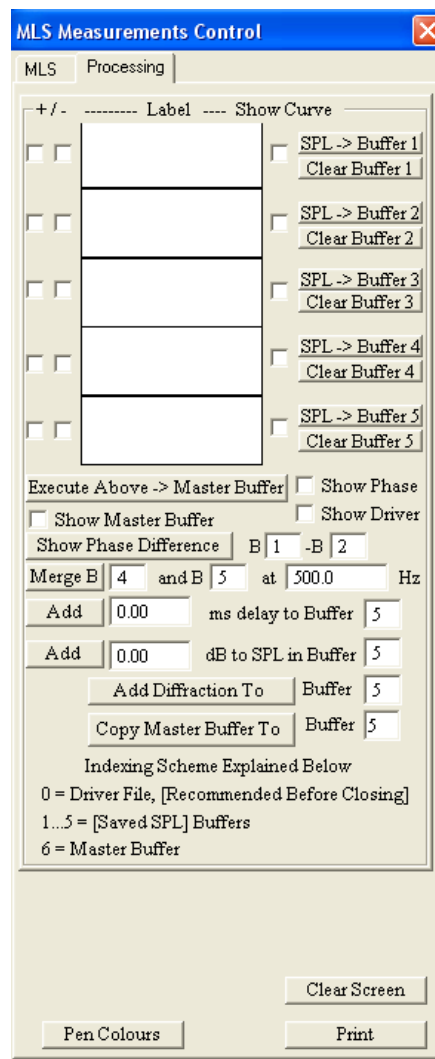 MLS Measurements Control
MLS Processing
+ / - --------- Label ---- Show Curve
SPL -> Buffer 1
Clear Buffer 1
SPL -> Buffer 2
Clear Buffer 2
SPL -> Buffer 3
Clear Buffer 3
SPL -> Buffer 4
Clear Buffer 4
SPL -> Buffer 5
Clear Buffer 5
Execute Above -> Master Buffer Show Phase
Show Master Buffer Show Driver
Show Phase Difference B 1 -B 2
Merge B 4 and B 5 at 500.0 Hz
Add 0.00 ms delay to Buffer 5
Add 0.00 dB to SPL in Buffer 5
Add Diffraction To Buffer 5
Copy Master Buffer To Buffer 5
Indexing Scheme Explained Below
0 = Driver File, [Recommended Before Closing]
1...5 = [Saved SPL] Buffers
6 = Master Buffer
Clear Screen
Pen Colours Print